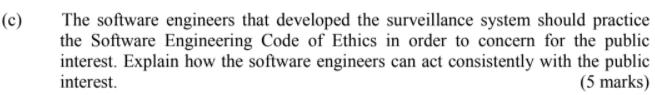 (c) The software engineers that developed the surveillance system should practice
the Software Engineering Code of Ethics in order to concern for the public
interest. Explain how the software engineers can act consistently with the public
interest. (5 marks)